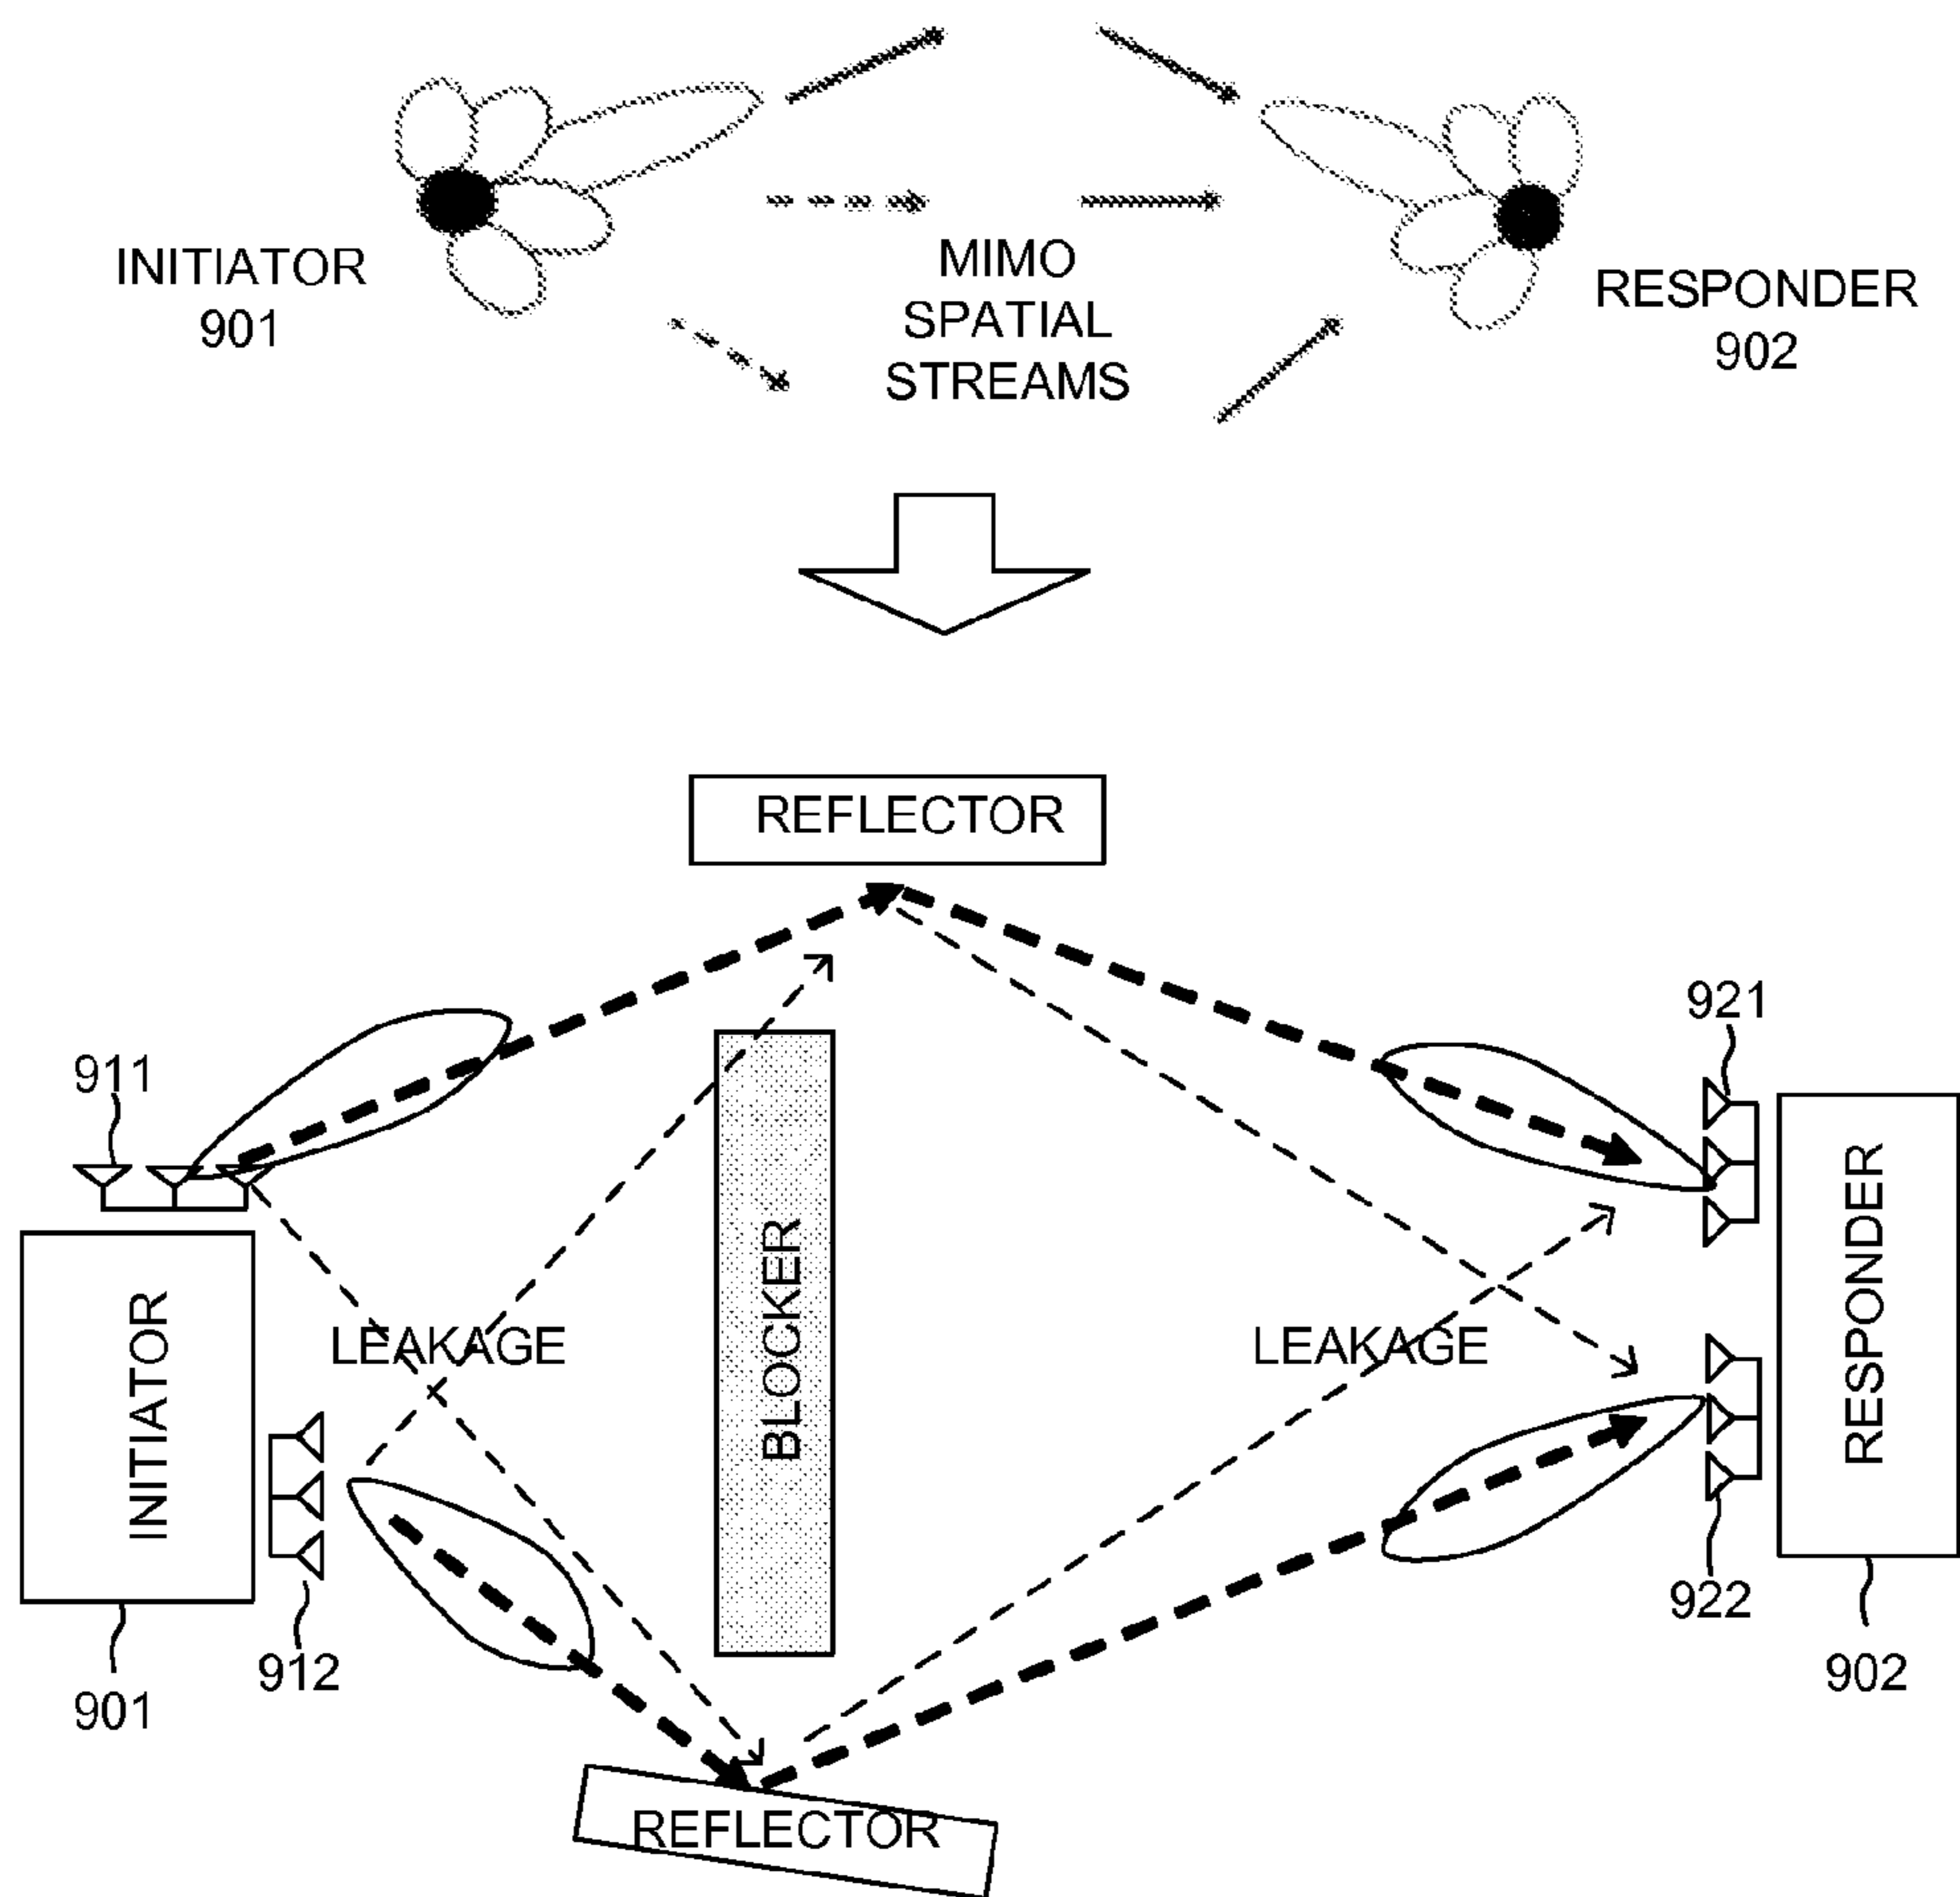 INITIATOR
901
MIMO
SPATIAL
STREAMS
RESPONDER
902
REFLECTOR
911
921
INITIATOR
LEAKAGE
BLOCKER
LEAKAGE
RESPONDER
912
901
922
902
REFLECTOR